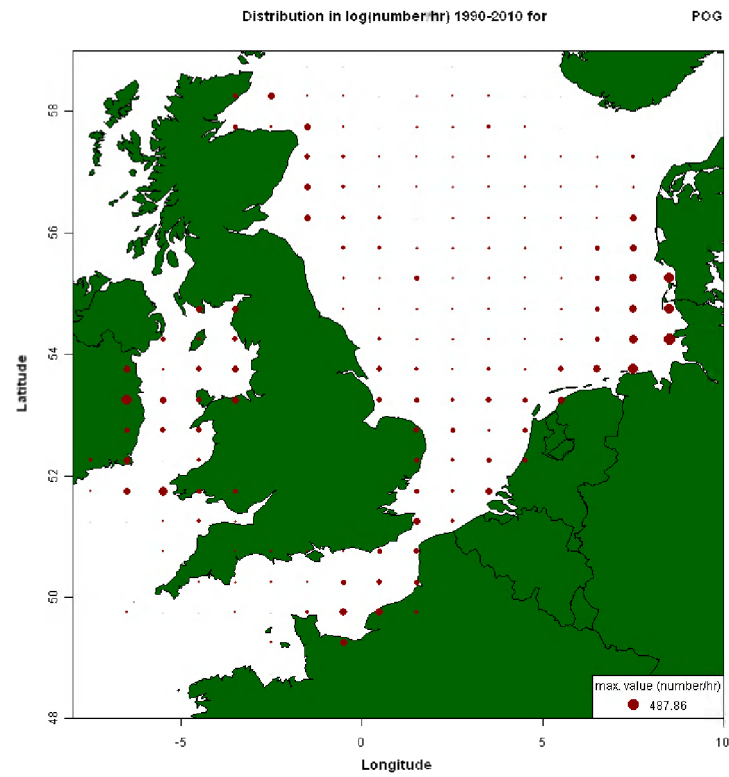 Distribution in log(number/hr) 1990-2010 for POG
58
56
54
52
50
48
Latitude
-5 0 5 10
Longitude
max. value (number/hr)
487.86